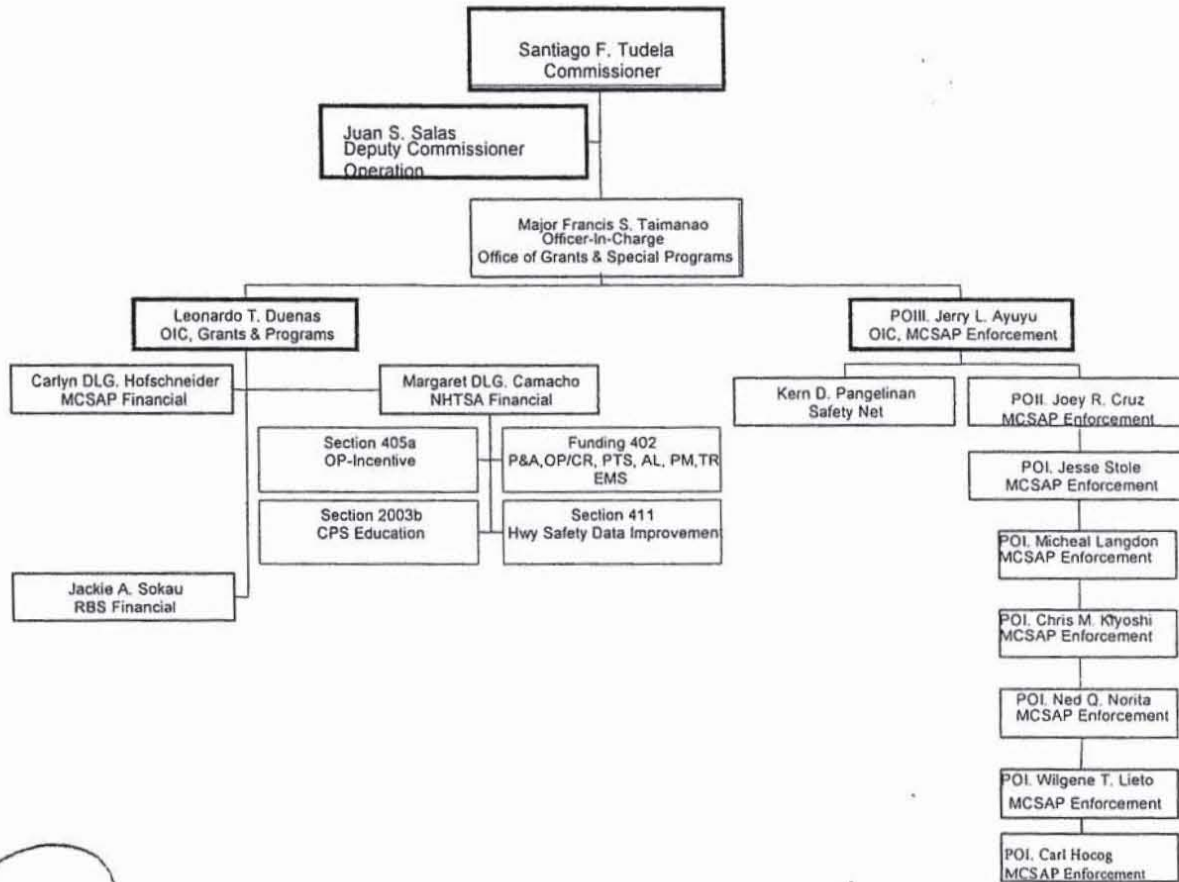 Santiago F. Tudela
Commissioner
Juan S. Salas
Deputy Commissioner
Operation
Major Francis S. Taimanao
Officer-In-Charge
Office of Grants & Special Programs
Leonardo T. Duenas
OIC, Grants & Programs
POIII. Jerry L. Ayuyu
OIC, MCSAP Enforcement
Carlyn DLG. Hofschneider
MCSAP Financial
Margaret DLG. Camacho
NHTSA Financial
Kern D. Pangelinan
Safety Net
POII. Joey R. Cruz
MCSAP Enforcement
Section 405a
OP-Incentive
Funding 402
P&A,OP/CR, PTS, AL, PM,TR
EMS
POI. Jesse Stole
MCSAP Enforcement
Section 2003b
CPS Education
Section 411
Hwy Safety Data Improvemen
POI. Micheal Langdon
MCSAP Enforcement
Jackie A. Sokau
RBS Financial
POI. Chris M. Kiyoshi
MCSAP Enforcement
POI. Ned Q. Norita
MCSAP Enforcement
POI. Wilgene T. Lieto
MCSAP Enforcement
POI. Carl Hocog
MCSAP Enforcement